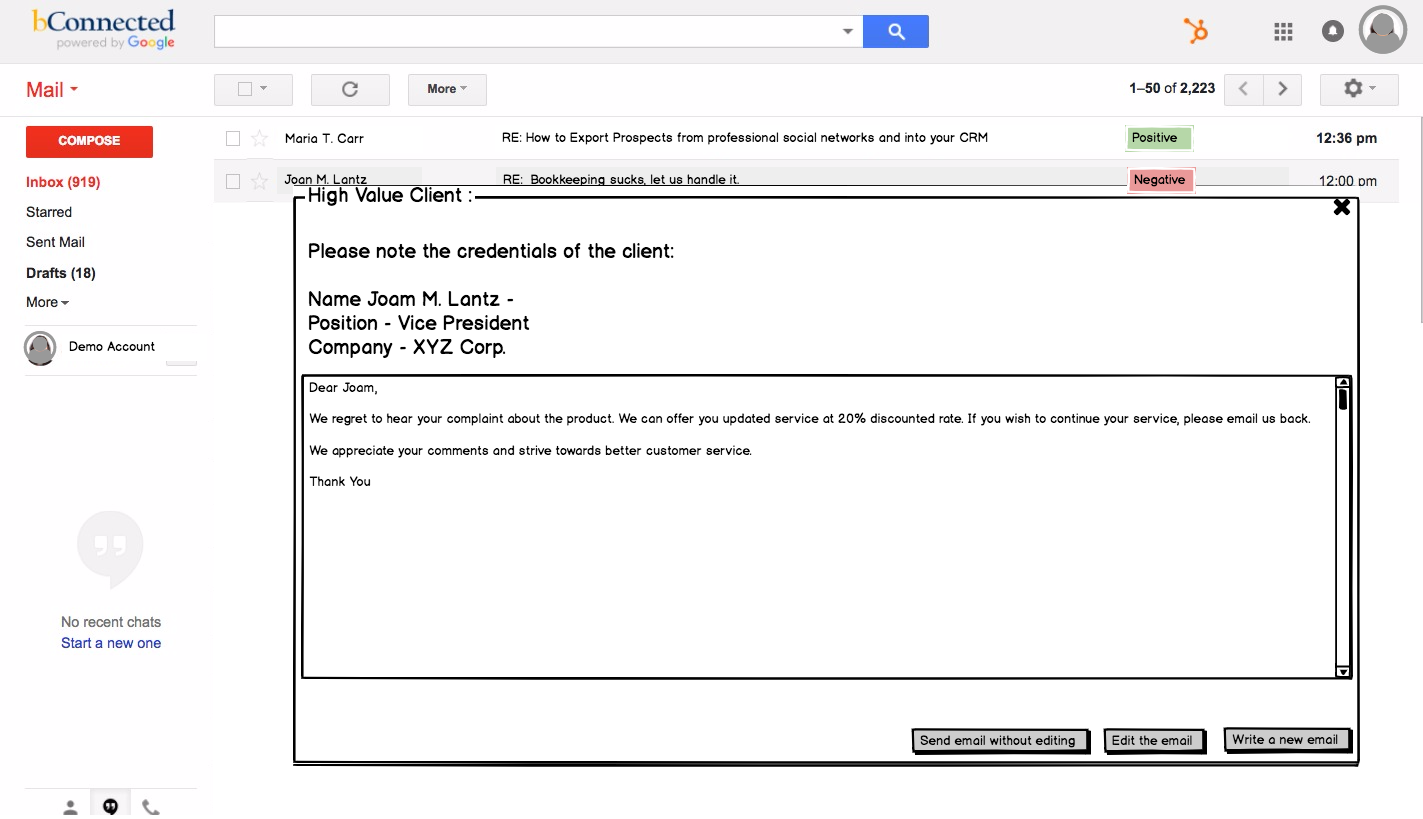 bConnected
powered by Google
Mail
More
1–50 of 2,223
COMPOSE
Maria T. Carr RE: How to Export Prospects from professional social networks and into your CRM Positive 12:36 pm
Joan M. Lantz RE: Bookkeeping sucks, let us handle it. Negative 12:00 pm
Inbox (919)
Starred
Sent Mail
Drafts (18)
More
Demo Account
No recent chats
Start a new one
High Value Client :
Please note the credentials of the client:
Name Joam M. Lantz -
Position - Vice President
Company - XYZ Corp.
Dear Joam,
We regret to hear your complaint about the product. We can offer you updated service at 20% discounted rate. If you wish to continue your service, please email us back.
We appreciate your comments and strive towards better customer service.
Thank You
Send email without editing
Edit the email
Write a new email